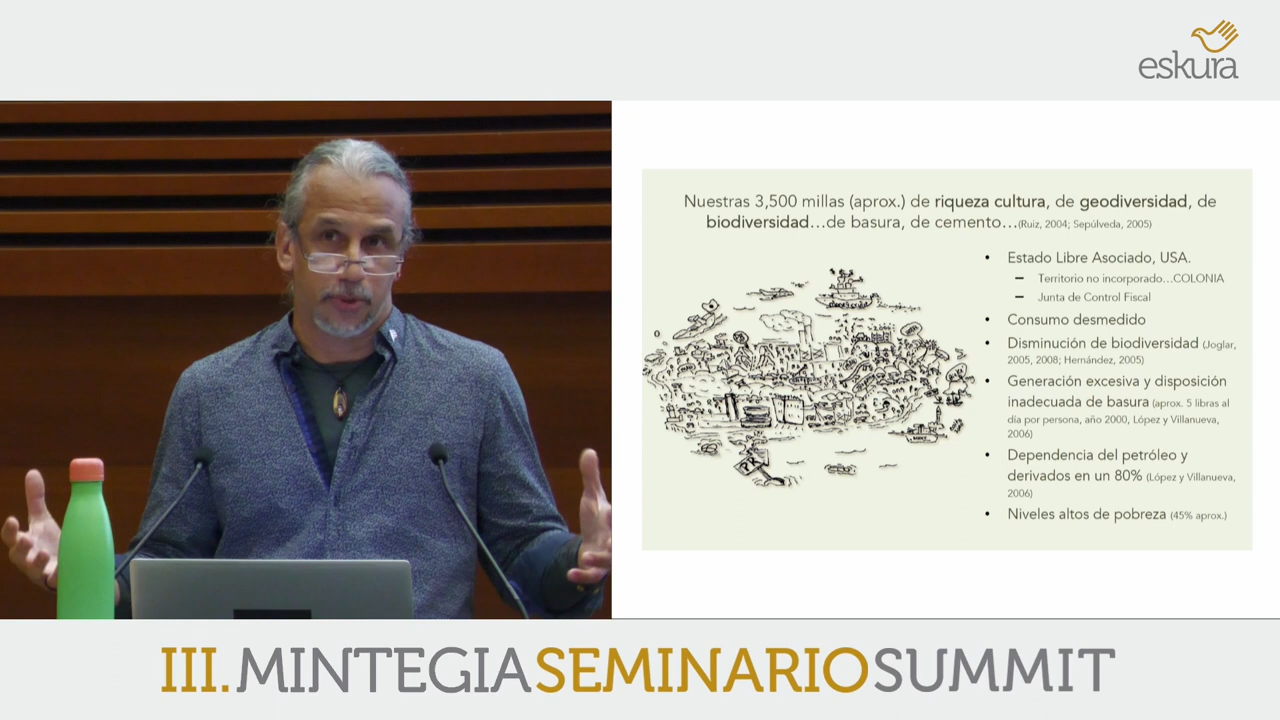 eskura
Nuestras 3,500 millas (aprox.) de riqueza cultura, de geodiversidad, de
biodiversidad…de basura, de cemento…(Ruiz, 2004; Sepúlveda, 2005)
• Estado Libre Asociado, USA.
– Territorio no incorporado…COLONIA
– Junta de Control Fiscal
• Consumo desmedido
• Disminución de biodiversidad (Joglar,
2005, 2008; Hernández, 2005)
• Generación excesiva y disposición
inadecuada de basura (aprox. 5 libras al
día por persona, año 2000, López y Villanueva,
2006)
• Dependencia del petróleo y
derivados en un 80% (López y Villanueva,
2006)
• Niveles altos de pobreza (45% aprox.)
PR
III.MINTEGIASEMINARIOSUMMIT